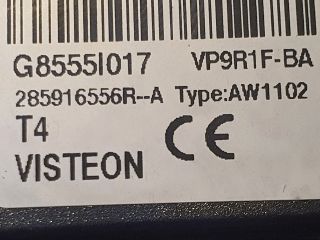 G8555I017 VP9R1F-BA
285916556R--A Type:AW1102
T4
VISTEON CE